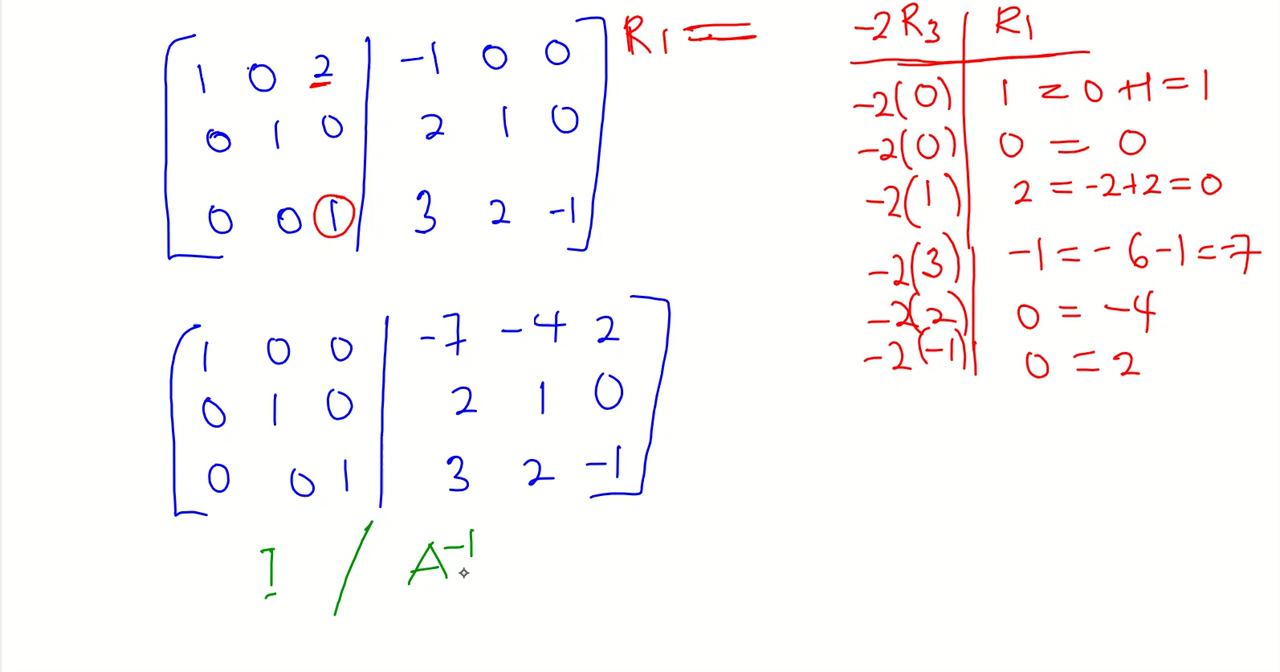 1 0 2 | -1 0 0 R1 =
0 1 0 | 2 1 0
0 0 1 | 3 2 -1
1 0 0 | -7 -4 2
0 1 0 | 2 1 0
0 0 1 | 3 2 -1
I / A⁻¹
-2R3 | R1
-2(0) | 1 = 0+1 = 1
-2(0) | 0 = 0
-2(1) | 2 = -2+2 = 0
-2(3) | -1 = -6-1 = -7
-2(2) | 0 = -4
-2(-1) | 0 = 2